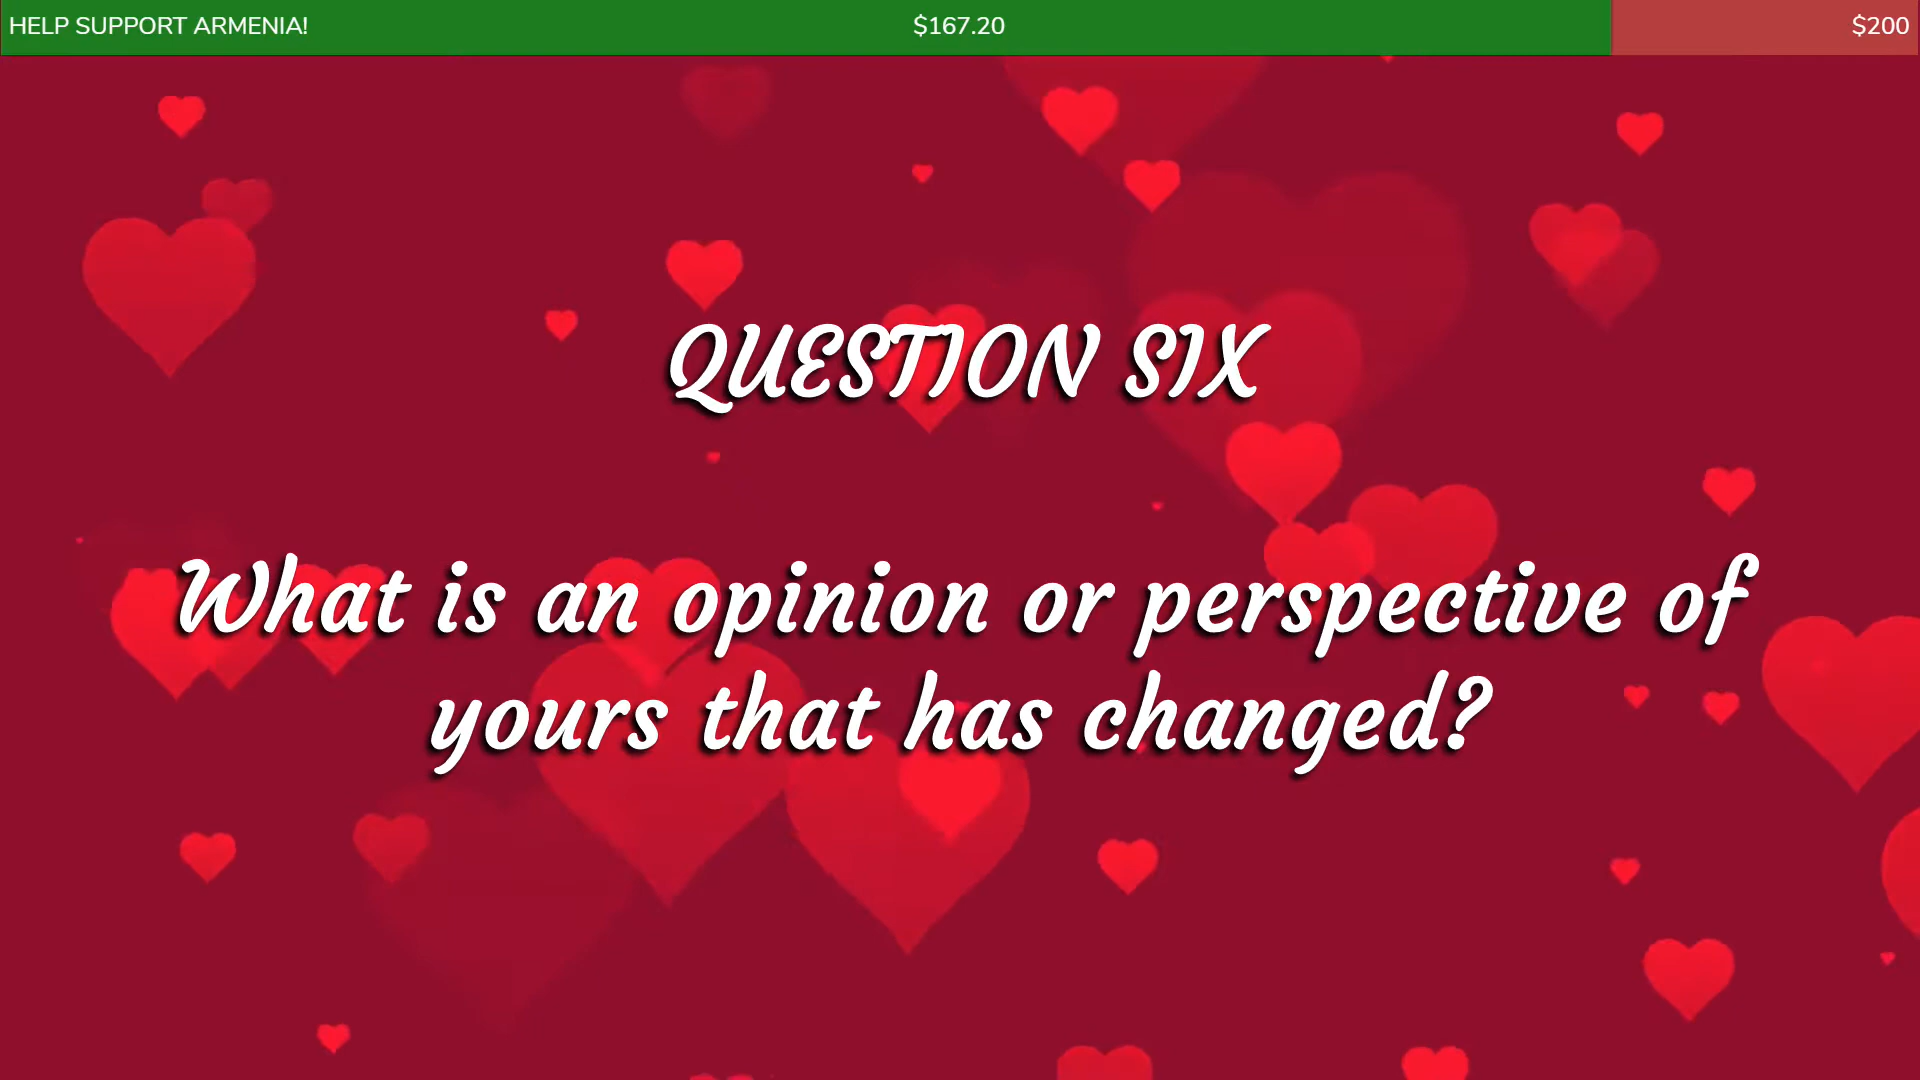 HELP SUPPORT ARMENIA! $167.20 $200
QUESTION SIX
What is an opinion or perspective of
yours that has changed?